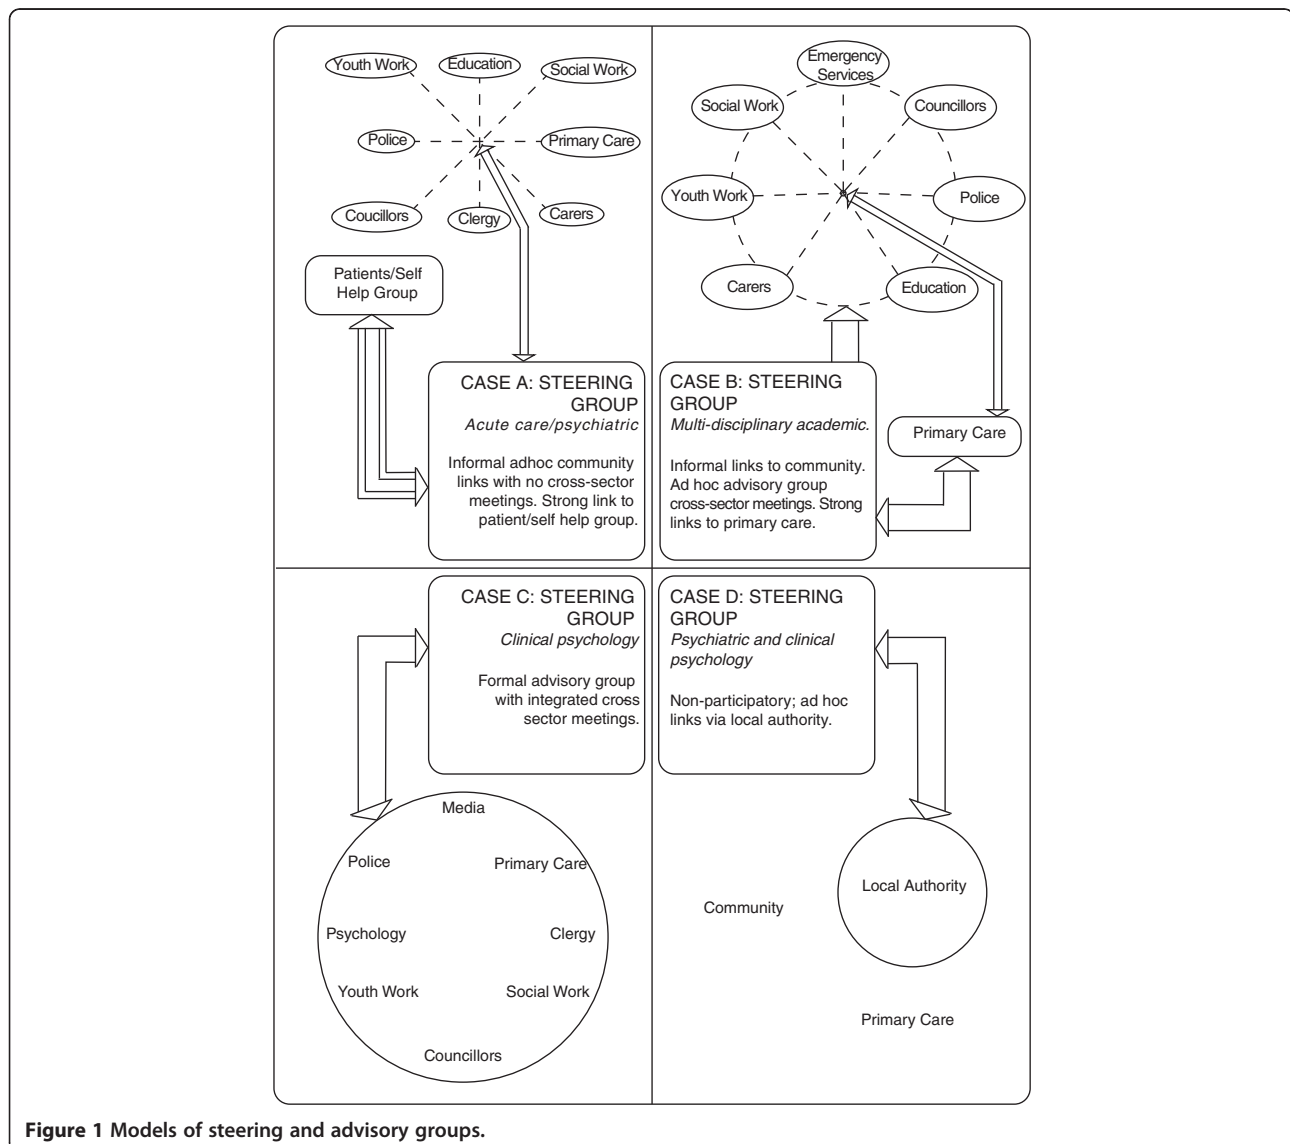 Youth Work
Education
Social Work
Police
Primary Care
Coucillors
Clergy
Carers
Patients/Self
Help Group
CASE A: STEERING
GROUP
Acute care/psychiatric
Informal adhoc community
links with no cross-sector
meetings. Strong link to
patient/self help group.
Emergency
Services
Social Work
Councillors
Youth Work
Police
Carers
Education
CASE B: STEERING
GROUP
Multi-disciplinary academic.
Informal links to community.
Ad hoc advisory group
cross-sector meetings. Strong
links to primary care.
Primary Care
CASE C: STEERING
GROUP
Clinical psychology
Formal advisory group
with integrated cross
sector meetings.
Media
Police
Primary Care
Psychology
Clergy
Youth Work
Social Work
Councillors
CASE D: STEERING
GROUP
Psychiatric and clinical
psychology
Non-participatory; ad hoc
links via local authority.
Local Authority
Community
Primary Care
Figure 1 Models of steering and advisory groups.